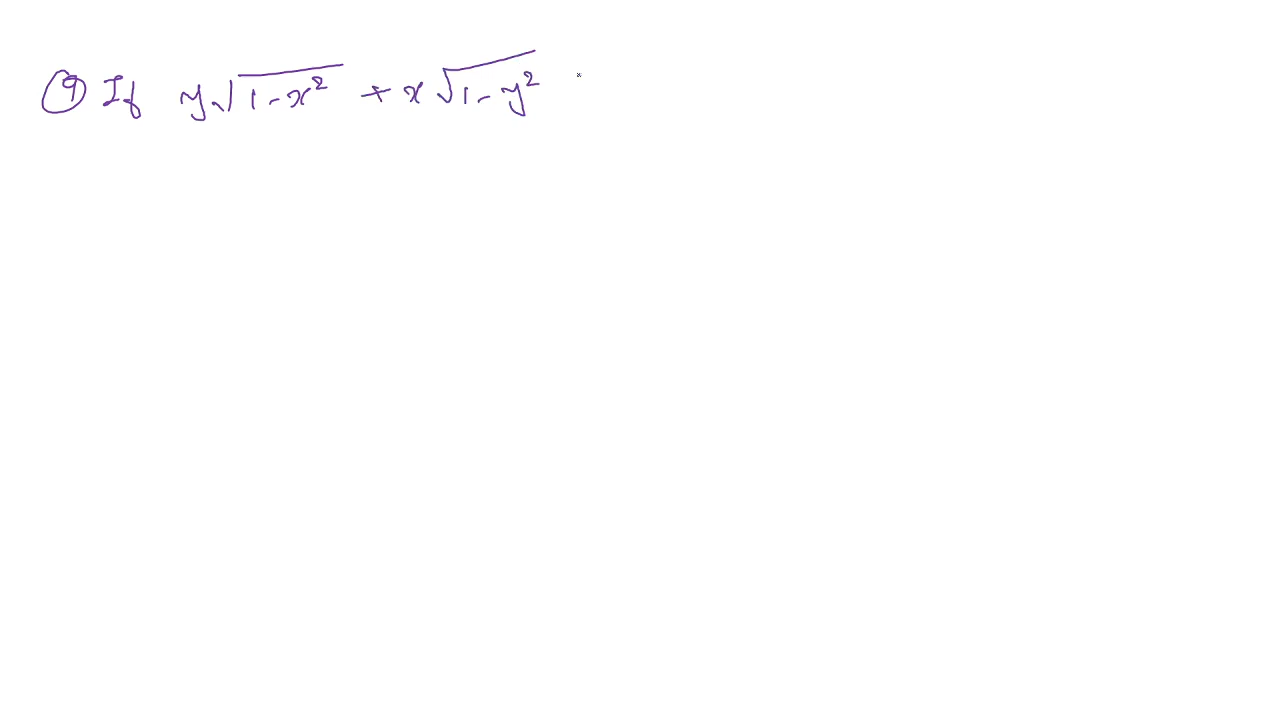 9 If y√(1-x²) + x√(1-y²)